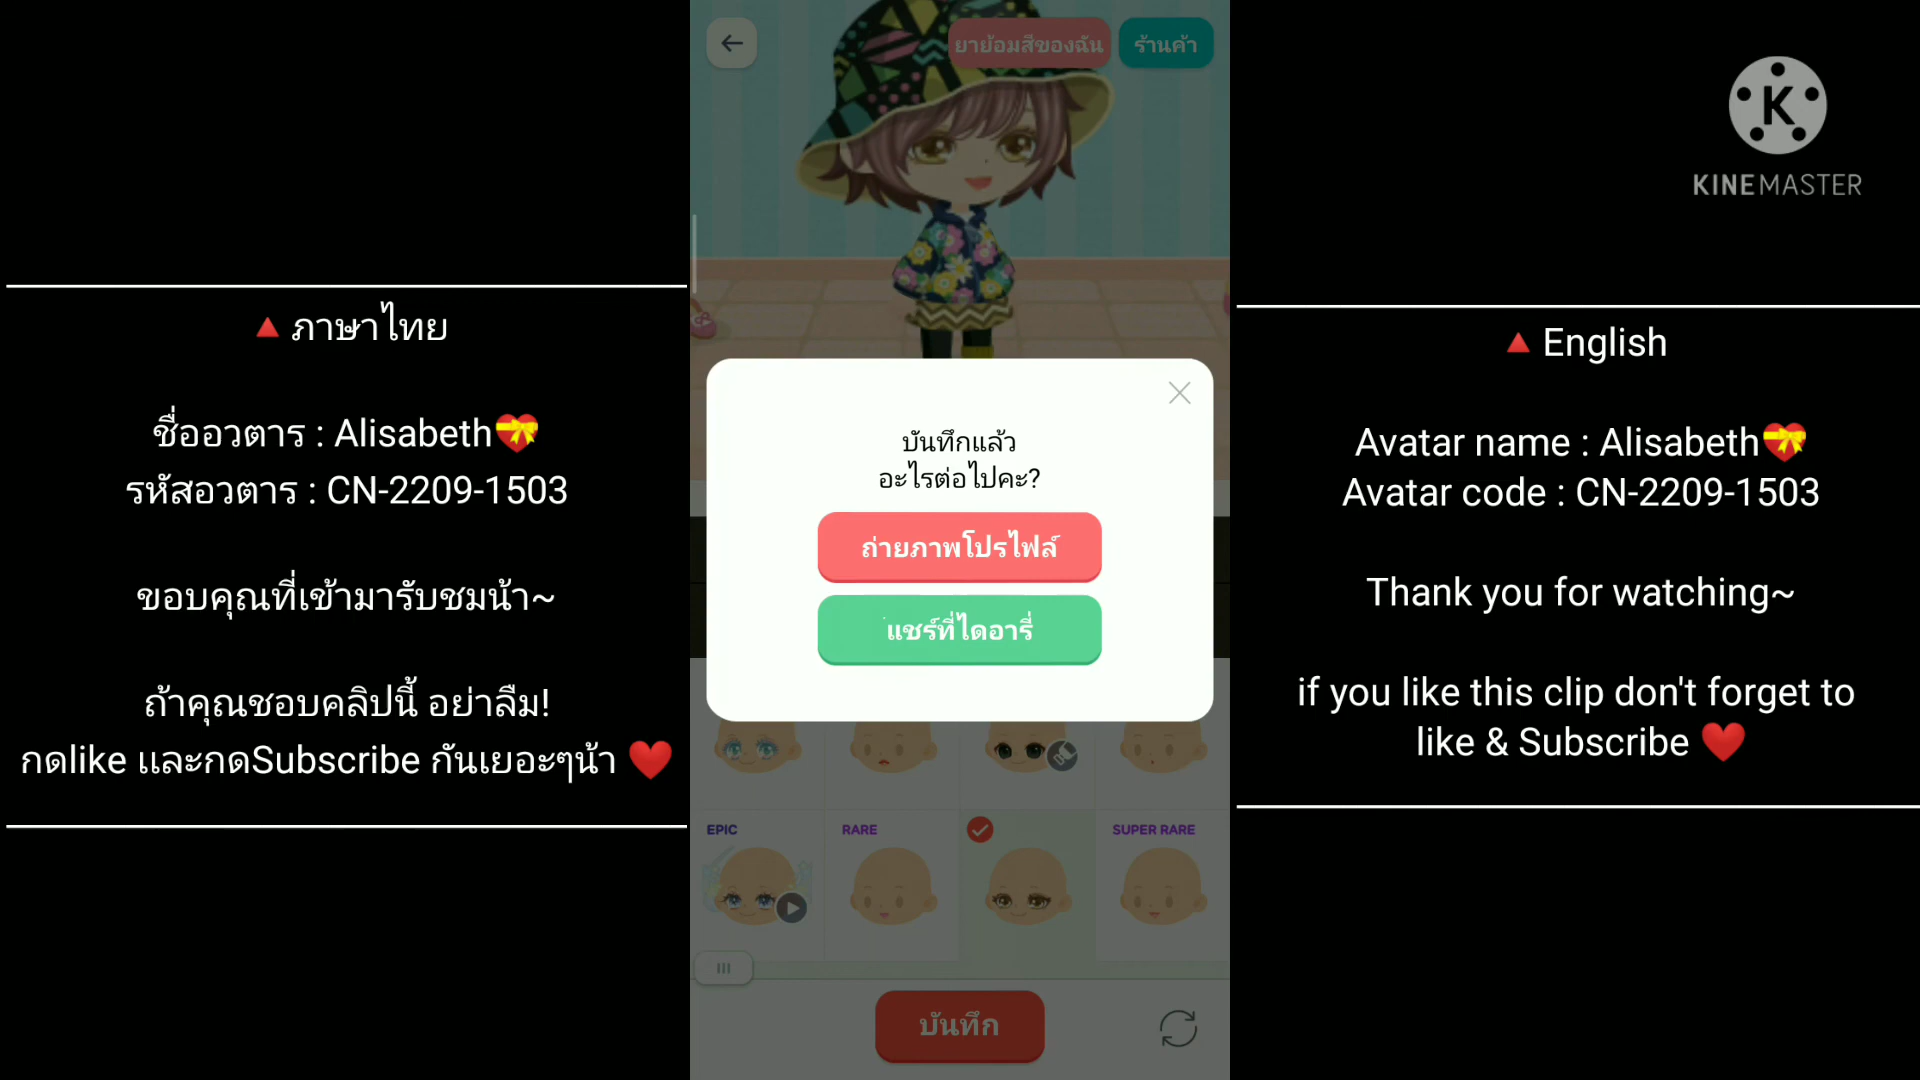 ภาษาไทย
ชื่ออวตาร : Alisabeth💝
รหัสอวตาร : CN-2209-1503
ขอบคุณที่เข้ามารับชมน้า~
ถ้าคุณชอบคลิปนี้ อย่าลืม!
กดlike และกดSubscribe กันเยอะๆน้า ❤️
ยาย้อมสีของฉัน
ร้านค้า
บันทึกแล้ว
อะไรต่อไปคะ?
ถ่ายภาพโปรไฟล์
แชร์ที่ไดอารี่
EPIC
RARE
SUPER RARE
บันทึก
K
KINEMASTER
English
Avatar name : Alisabeth💝
Avatar code : CN-2209-1503
Thank you for watching~
if you like this clip don't forget to
like & Subscribe ❤️